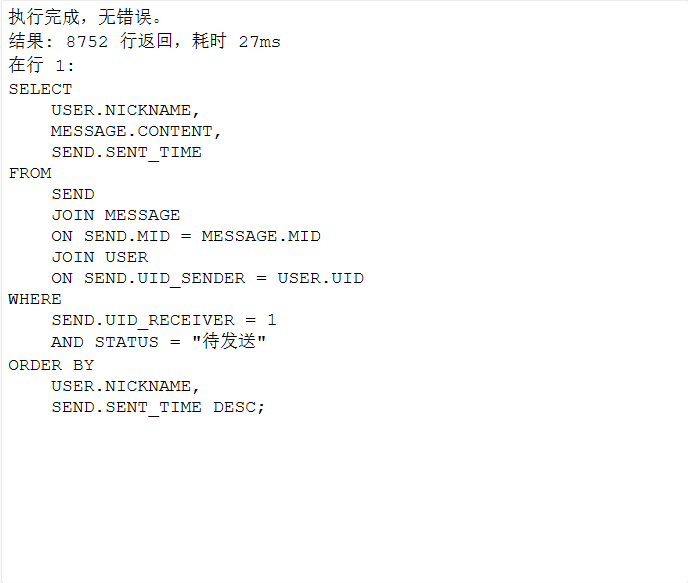 执行完成，无错误。
结果: 8752 行返回，耗时 27ms
在行 1:
SELECT
    USER.NICKNAME,
    MESSAGE.CONTENT,
    SEND.SENT_TIME
FROM
    SEND
    JOIN MESSAGE
    ON SEND.MID = MESSAGE.MID
    JOIN USER
    ON SEND.UID_SENDER = USER.UID
WHERE
    SEND.UID_RECEIVER = 1
    AND STATUS = "待发送"
ORDER BY
    USER.NICKNAME,
    SEND.SENT_TIME DESC;